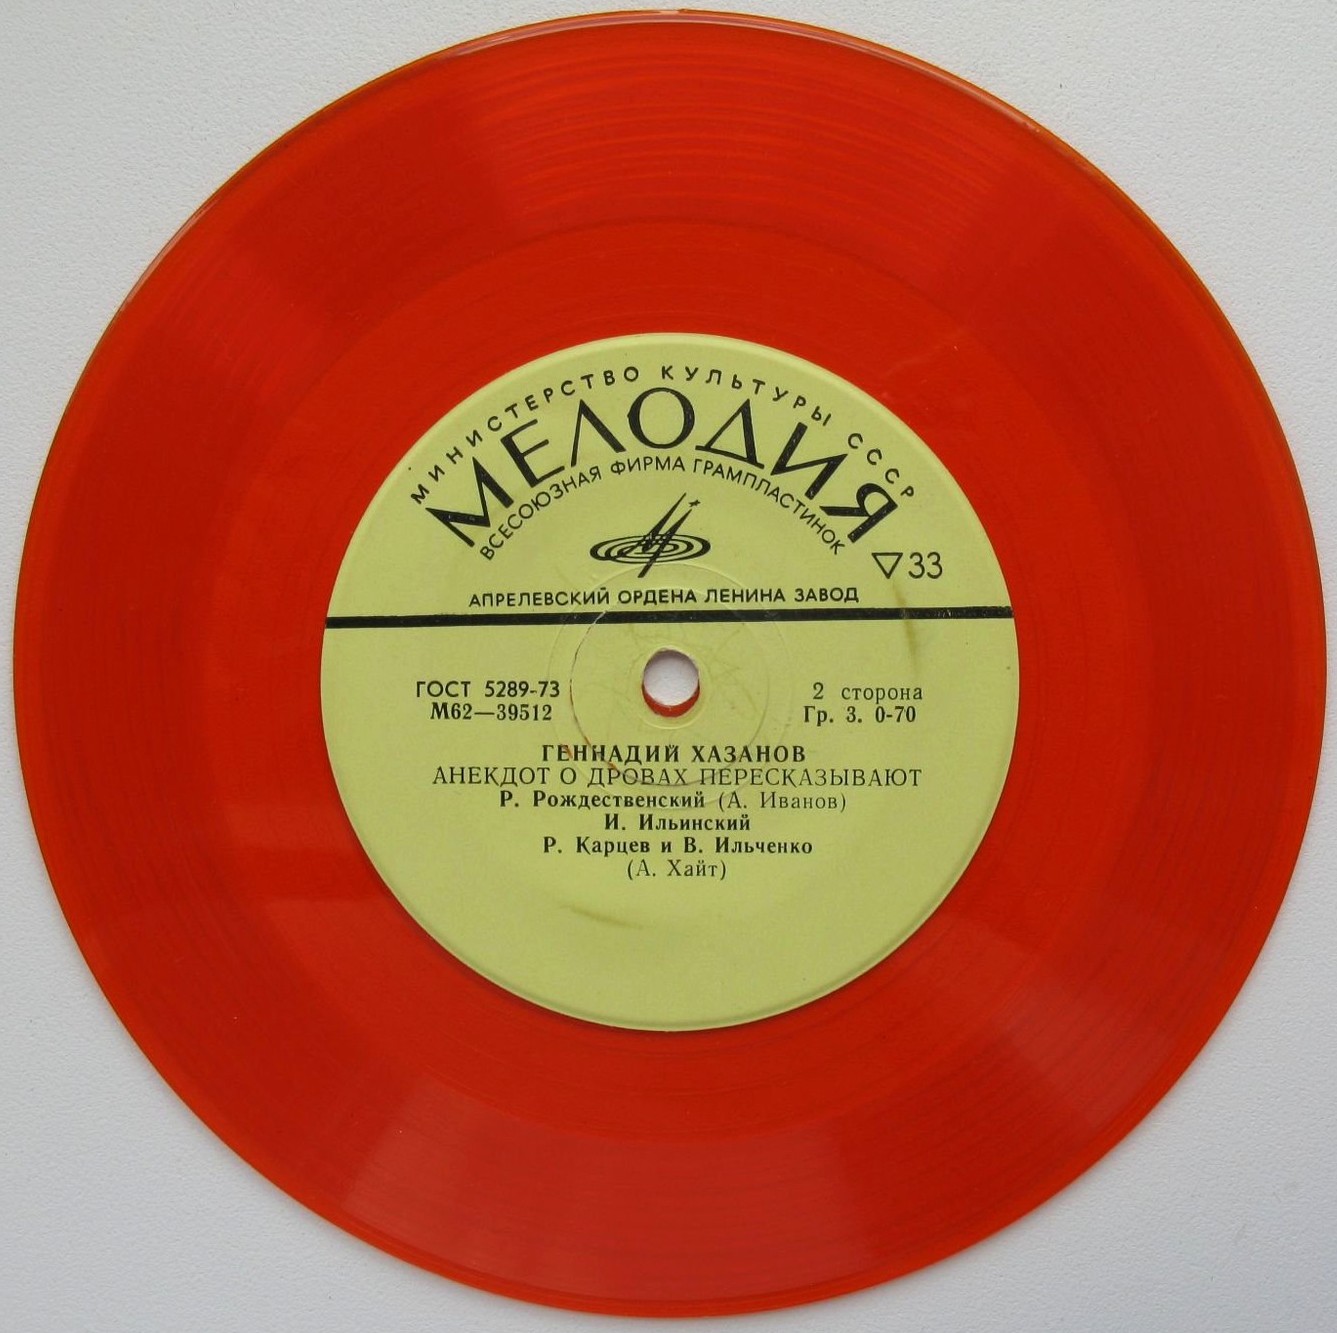 МИНИСТЕРСТВО КУЛЬТУРЫ СССР
МЕЛОДИЯ
ВСЕСОЮЗНАЯ ФИРМА ГРАМПЛАСТИНОК
▽33
АПРЕЛЕВСКИЙ ОРДЕНА ЛЕНИНА ЗАВОД
ГОСТ 5289-73
М62—39512
2 сторона
Гр. 3. 0-70
ГЕННАДИЙ ХАЗАНОВ
АНЕКДОТ О ДРОВАХ ПЕРЕСКАЗЫВАЮТ
Р. Рождественский (А. Иванов)
И. Ильинский
Р. Карцев и В. Ильченко
(А. Хайт)